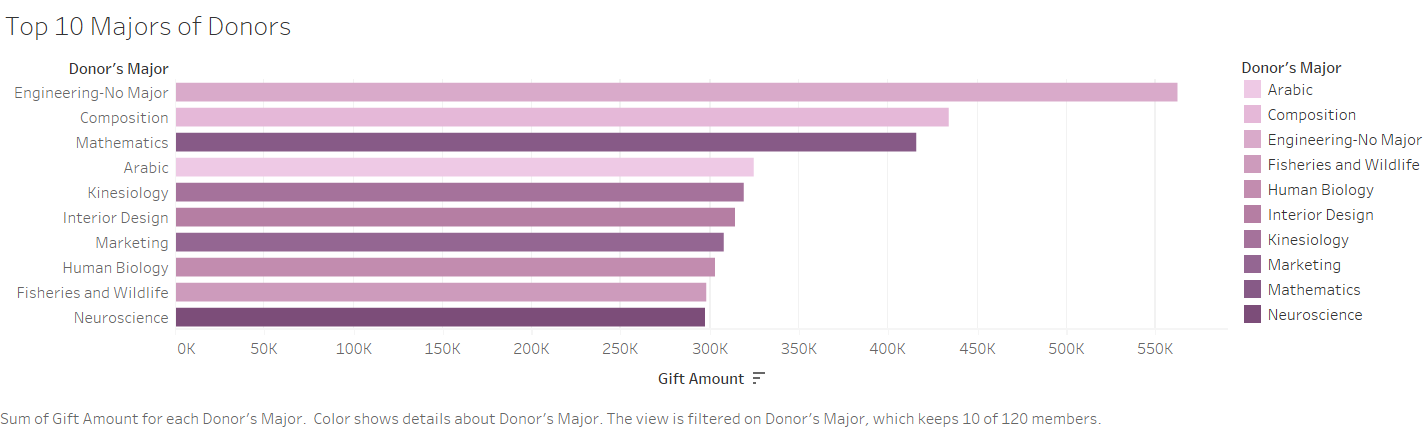 Top 10 Majors of Donors
Donor's Major
Engineering-No Major
Composition
Mathematics
Arabic
Kinesiology
Interior Design
Marketing
Human Biology
Fisheries and Wildlife
Neuroscience
0K 50K 100K 150K 200K 250K 300K 350K 400K 450K 500K 550K
Gift Amount
Donor's Major
Arabic
Composition
Engineering-No Major
Fisheries and Wildlife
Human Biology
Interior Design
Kinesiology
Marketing
Mathematics
Neuroscience
Sum of Gift Amount for each Donor's Major.  Color shows details about Donor's Major. The view is filtered on Donor's Major, which keeps 10 of 120 members.